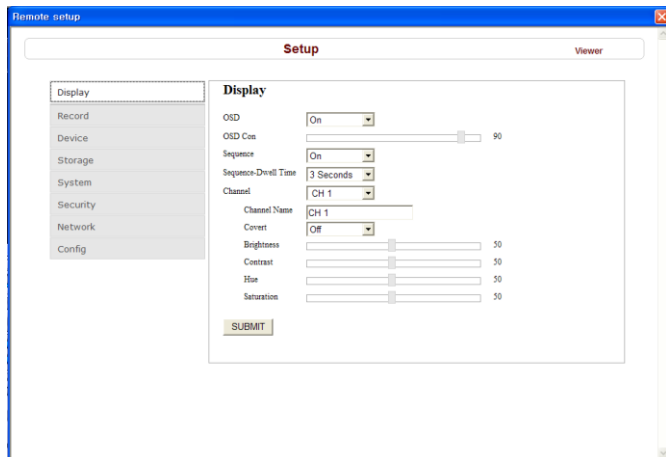 Remote setup
Setup
Viewer
Display
Record
Device
Storage
System
Security
Network
Config
Display
OSD On
OSD Con 90
Sequence On
Sequence-Dwell Time 3 Seconds
Channel CH 1
Channel Name CH 1
Covert Off
Brightness 50
Contrast 50
Hue 50
Saturation 50
SUBMIT